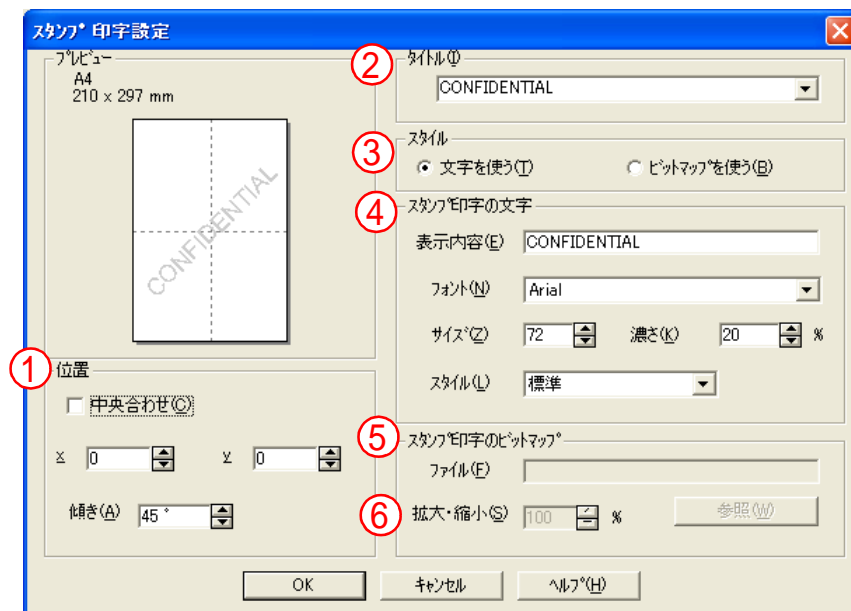 スタンプ 印字設定
プレビュー
A4
210 x 297 mm
CONFIDENTIAL
① 位置
中央合わせ(C)
x 0 y 0
傾き(A) 45 °
② タイトル(I)
CONFIDENTIAL
③ スタイル
文字を使う(T) ビットマップを使う(B)
④ スタンプ印字の文字
表示内容(E) CONFIDENTIAL
フォント(N) Arial
サイズ(Z) 72 濃さ(K) 20 %
スタイル(L) 標準
⑤ スタンプ印字のビットマップ
ファイル(F)
⑥ 拡大・縮小(S) 100 % 参照(W)
OK キャンセル ヘルプ(H)